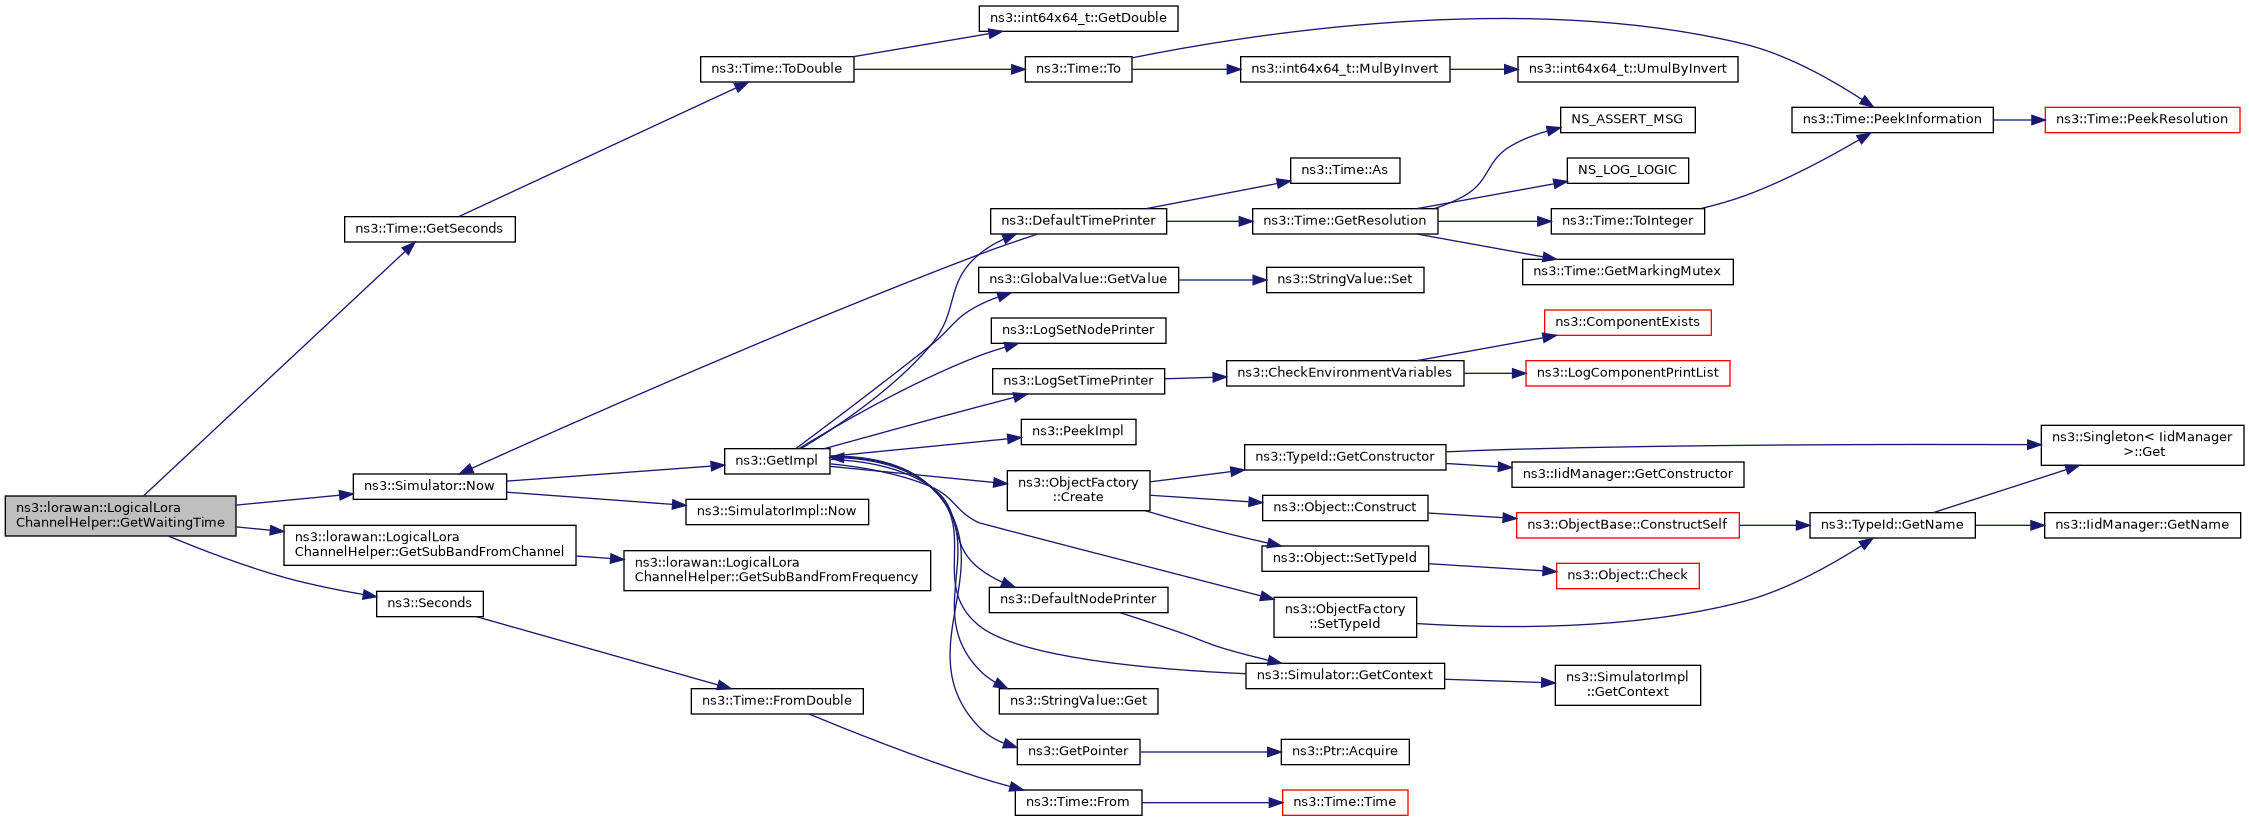 ns3::int64x64_t::GetDouble
ns3::Time::ToDouble
ns3::Time::To
ns3::int64x64_t::MulByInvert
ns3::int64x64_t::UmulByInvert
NS_ASSERT_MSG
ns3::Time::PeekInformation
ns3::Time::PeekResolution
ns3::Time::As
NS_LOG_LOGIC
ns3::Time::GetSeconds
ns3::DefaultTimePrinter
ns3::Time::GetResolution
ns3::Time::ToInteger
ns3::Time::GetMarkingMutex
ns3::GlobalValue::GetValue
ns3::StringValue::Set
ns3::LogSetNodePrinter
ns3::ComponentExists
ns3::LogSetTimePrinter
ns3::CheckEnvironmentVariables
ns3::LogComponentPrintList
ns3::PeekImpl
ns3::GetImpl
ns3::TypeId::GetConstructor
ns3::Singleton< IidManager
>::Get
ns3::IidManager::GetConstructor
ns3::Simulator::Now
ns3::ObjectFactory
::Create
ns3::SimulatorImpl::Now
ns3::Object::Construct
ns3::lorawan::LogicalLora
ChannelHelper::GetWaitingTime
ns3::ObjectBase::ConstructSelf
ns3::TypeId::GetName
ns3::IidManager::GetName
ns3::lorawan::LogicalLora
ChannelHelper::GetSubBandFromChannel
ns3::lorawan::LogicalLora
ChannelHelper::GetSubBandFromFrequency
ns3::Object::SetTypeId
ns3::Object::Check
ns3::Seconds
ns3::DefaultNodePrinter
ns3::ObjectFactory
::SetTypeId
ns3::Simulator::GetContext
ns3::SimulatorImpl
::GetContext
ns3::Time::FromDouble
ns3::StringValue::Get
ns3::GetPointer
ns3::Ptr::Acquire
ns3::Time::From
ns3::Time::Time